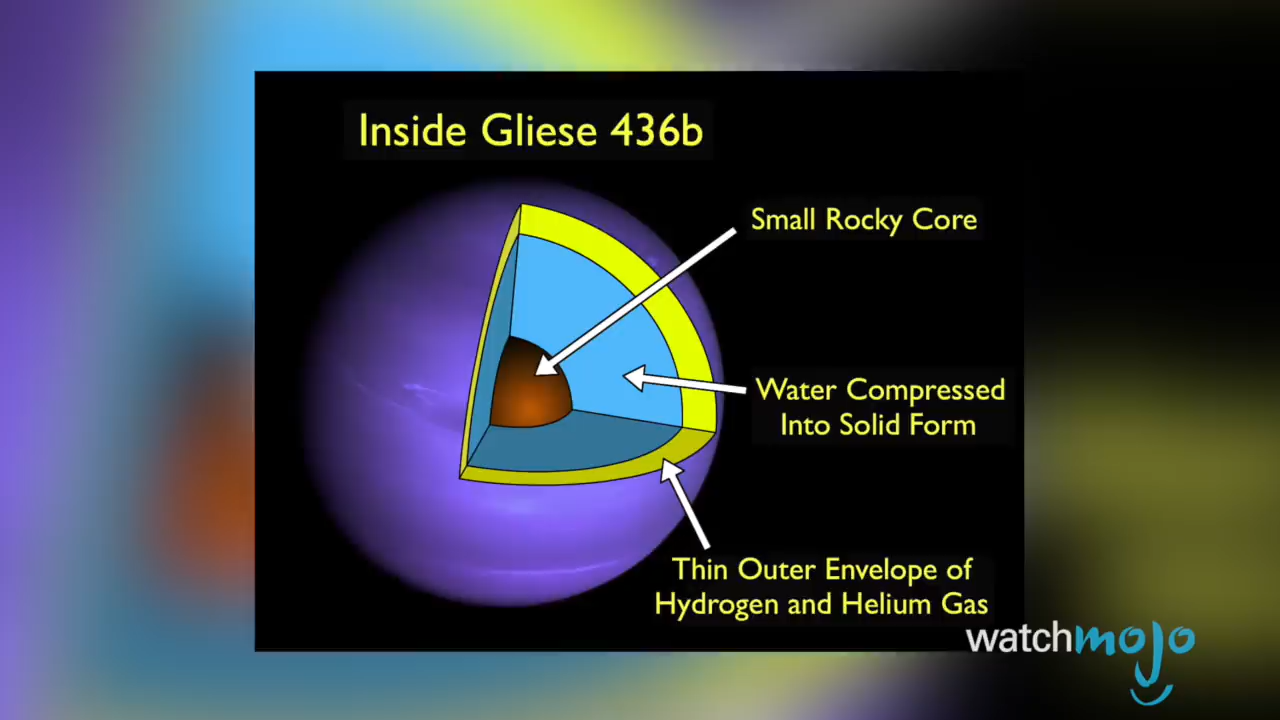 Inside Gliese 436b
Small Rocky Core
Water Compressed
Into Solid Form
Thin Outer Envelope of
Hydrogen and Helium Gas
watchmojo